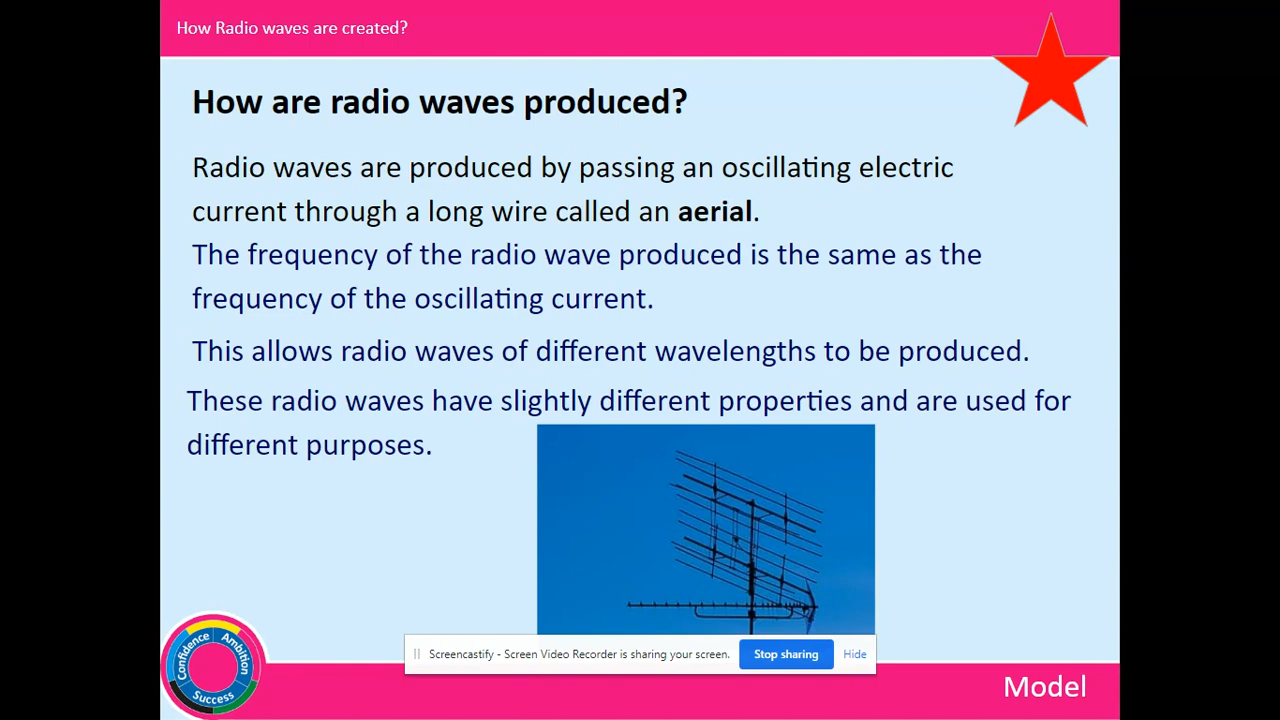 How Radio waves are created?
How are radio waves produced?
Radio waves are produced by passing an oscillating electric
current through a long wire called an aerial.
The frequency of the radio wave produced is the same as the
frequency of the oscillating current.
This allows radio waves of different wavelengths to be produced.
These radio waves have slightly different properties and are used for
different purposes.
Confidence
Ambition
Success
Screencastify - Screen Video Recorder is sharing your screen.
Stop sharing
Hide
Model